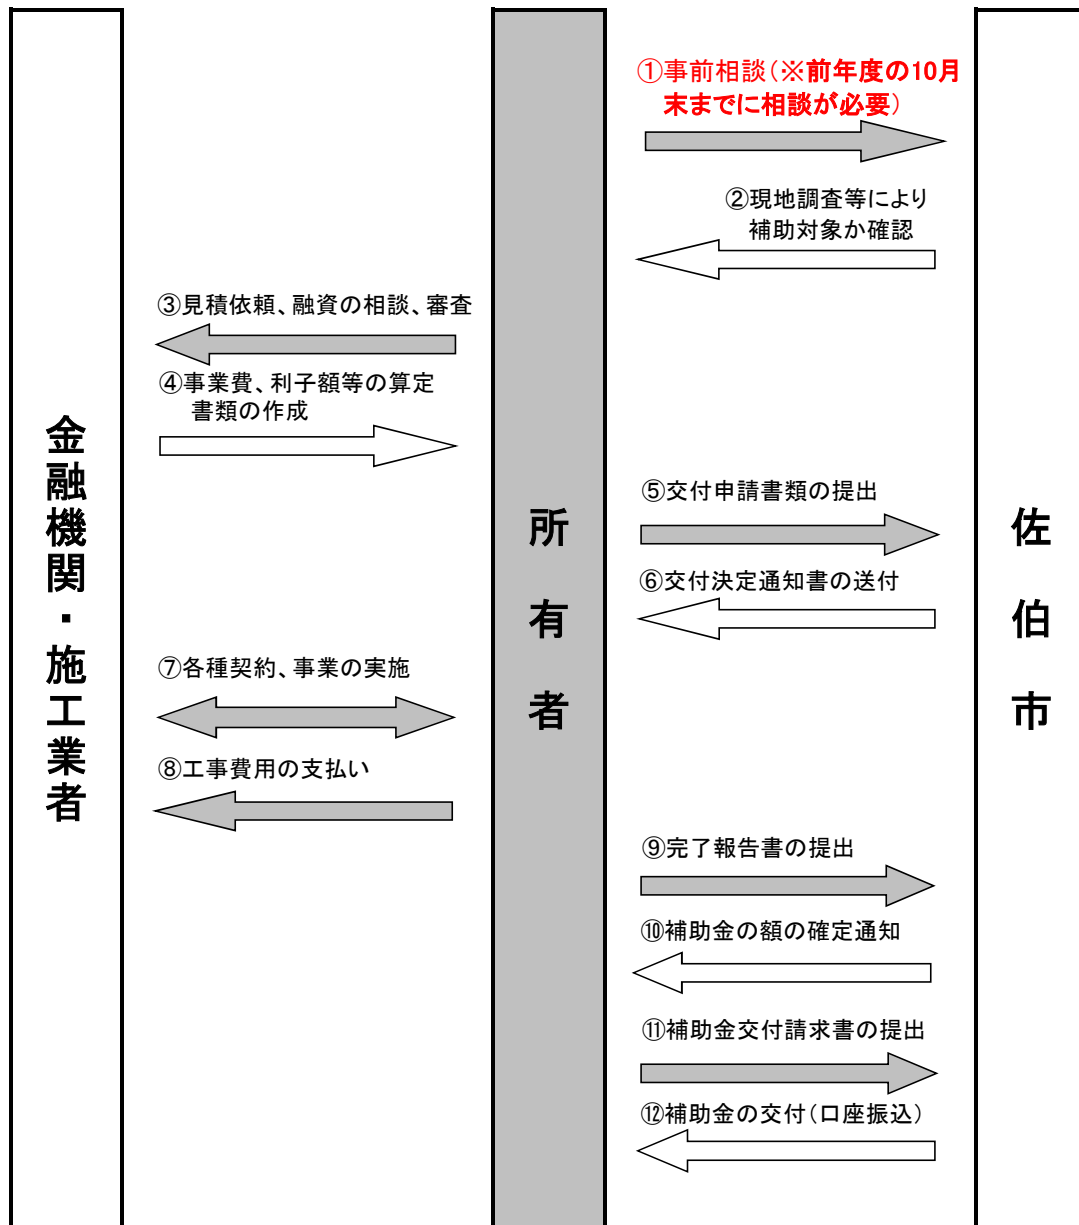 ①事前相談(※前年度の10月
末までに相談が必要)
②現地調査等により
補助対象か確認
③見積依頼、融資の相談、審査
④事業費、利子額等の算定
書類の作成
⑤交付申請書類の提出
⑥交付決定通知書の送付
⑦各種契約、事業の実施
⑧工事費用の支払い
⑨完了報告書の提出
⑩補助金の額の確定通知
⑪補助金交付請求書の提出
⑫補助金の交付(口座振込)
金融機関・施工業者
所有者
佐伯市